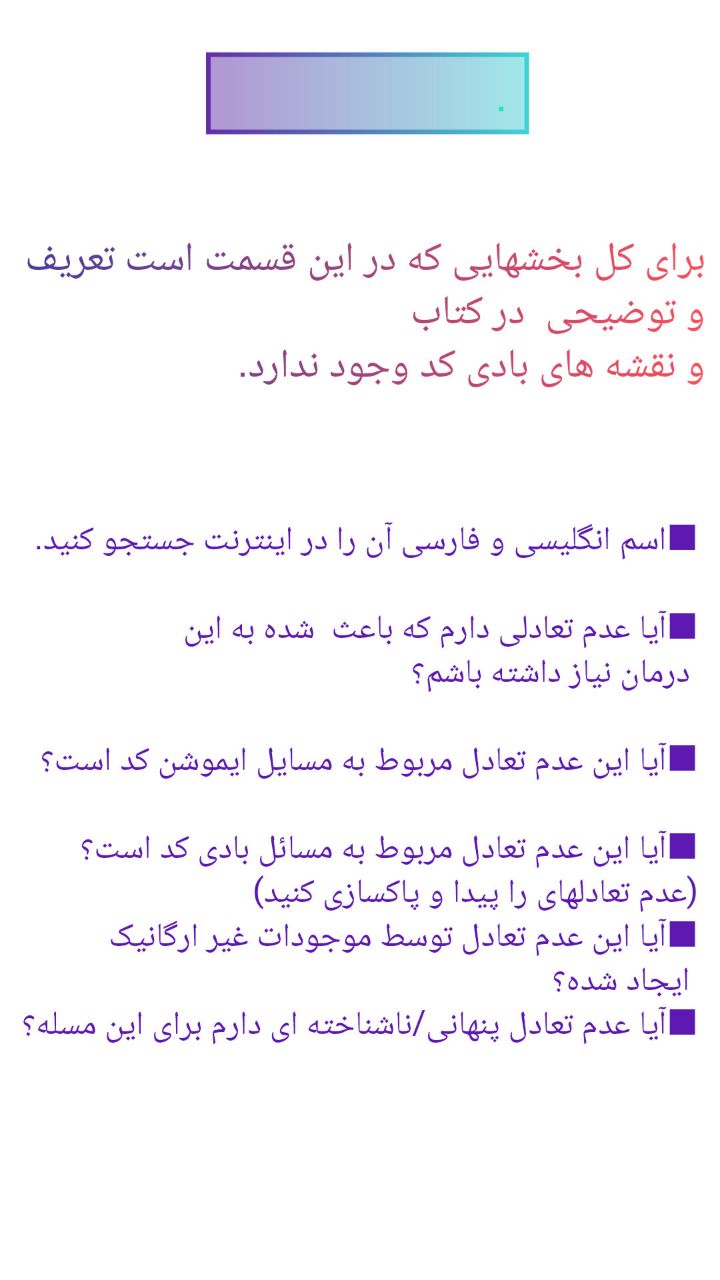 .
برای کل بخشهایی که در این قسمت است تعریف
و توضیحی در کتاب
و نقشه های بادی کد وجود ندارد.
■اسم انگلیسی و فارسی آن را در اینترنت جستجو کنید.
■آیا عدم تعادلی دارم که باعث شده به این
درمان نیاز داشته باشم؟
■آیا این عدم تعادل مربوط به مسایل ایموشن کد است؟
■آیا این عدم تعادل مربوط به مسائل بادی کد است؟
(عدم تعادلهای را پیدا و پاکسازی کنید)
■آیا این عدم تعادل توسط موجودات غیر ارگانیک
ایجاد شده؟
■آیا عدم تعادل پنهانی/ناشناخته ای دارم برای این مسله؟